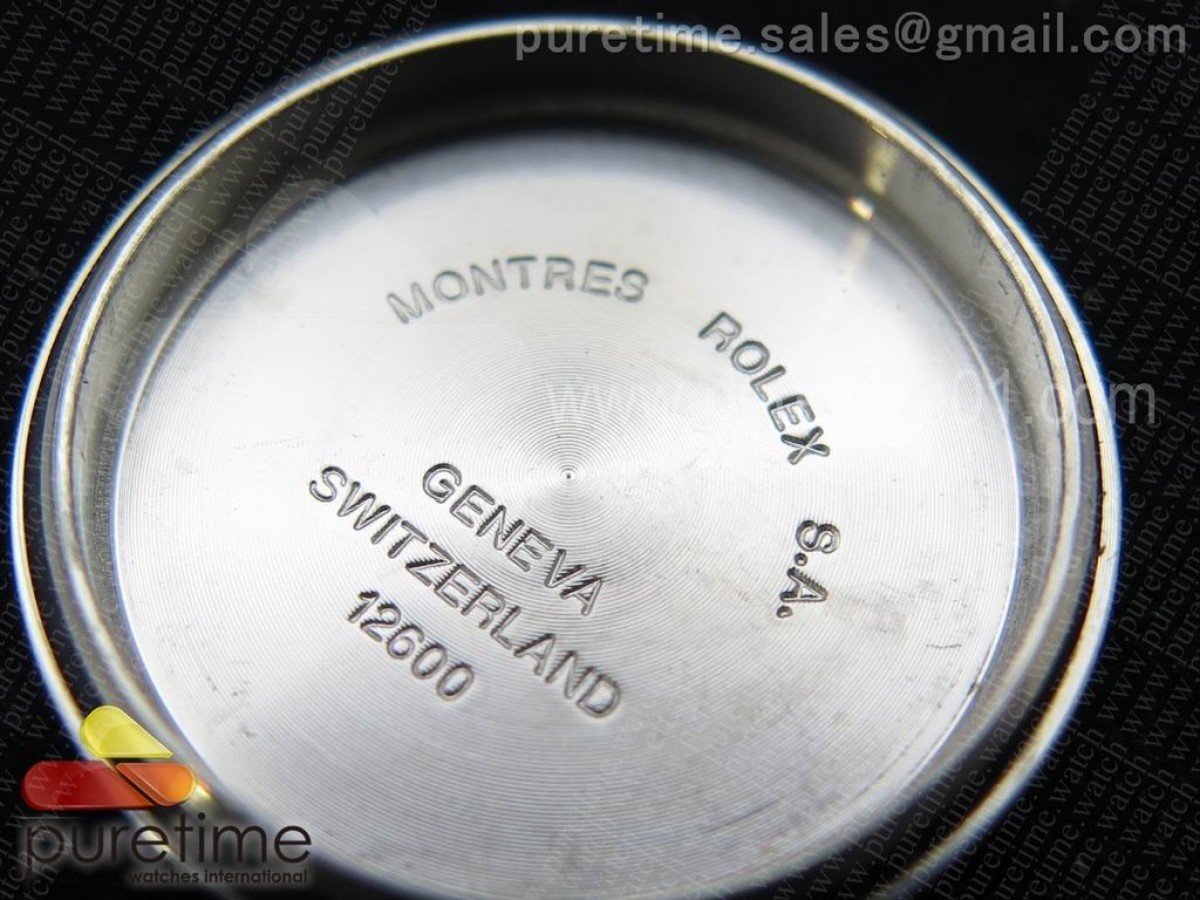 puretime.sales@gmail.com
MONTRES ROLEX S.A.
GENEVA
SWITZERLAND
12600
puretime
watches international